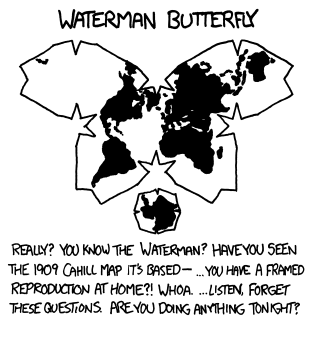 WATERMAN BUTTERFLY
REALLY? YOU KNOW THE WATERMAN? HAVE YOU SEEN
THE 1909 CAHILL MAP IT'S BASED— ...YOU HAVE A FRAMED
REPRODUCTION AT HOME?! WHOA. ...LISTEN, FORGET
THESE QUESTIONS. ARE YOU DOING ANYTHING TONIGHT?